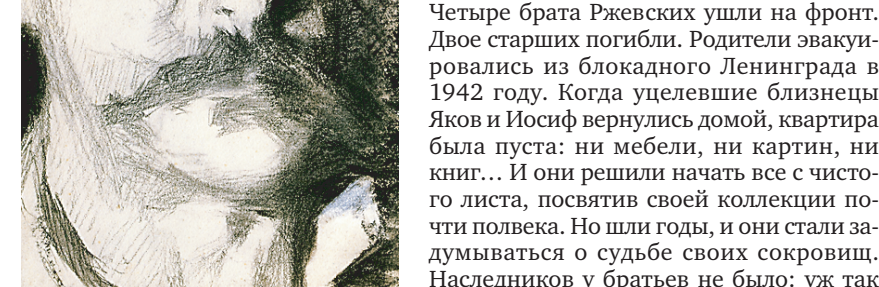 Четыре брата Ржевских ушли на фронт.
Двое старших погибли. Родители эвакуи-
ровались из блокадного Ленинграда в
1942 году. Когда уцелевшие близнецы
Яков и Иосиф вернулись домой, квартира
была пуста: ни мебели, ни картин, ни
книг... И они решили начать все с чисто-
го листа, посвятив своей коллекции по-
чти полвека. Но шли годы, и они стали за-
думываться о судьбе своих сокровищ.
Наследников у братьев не было: уж так